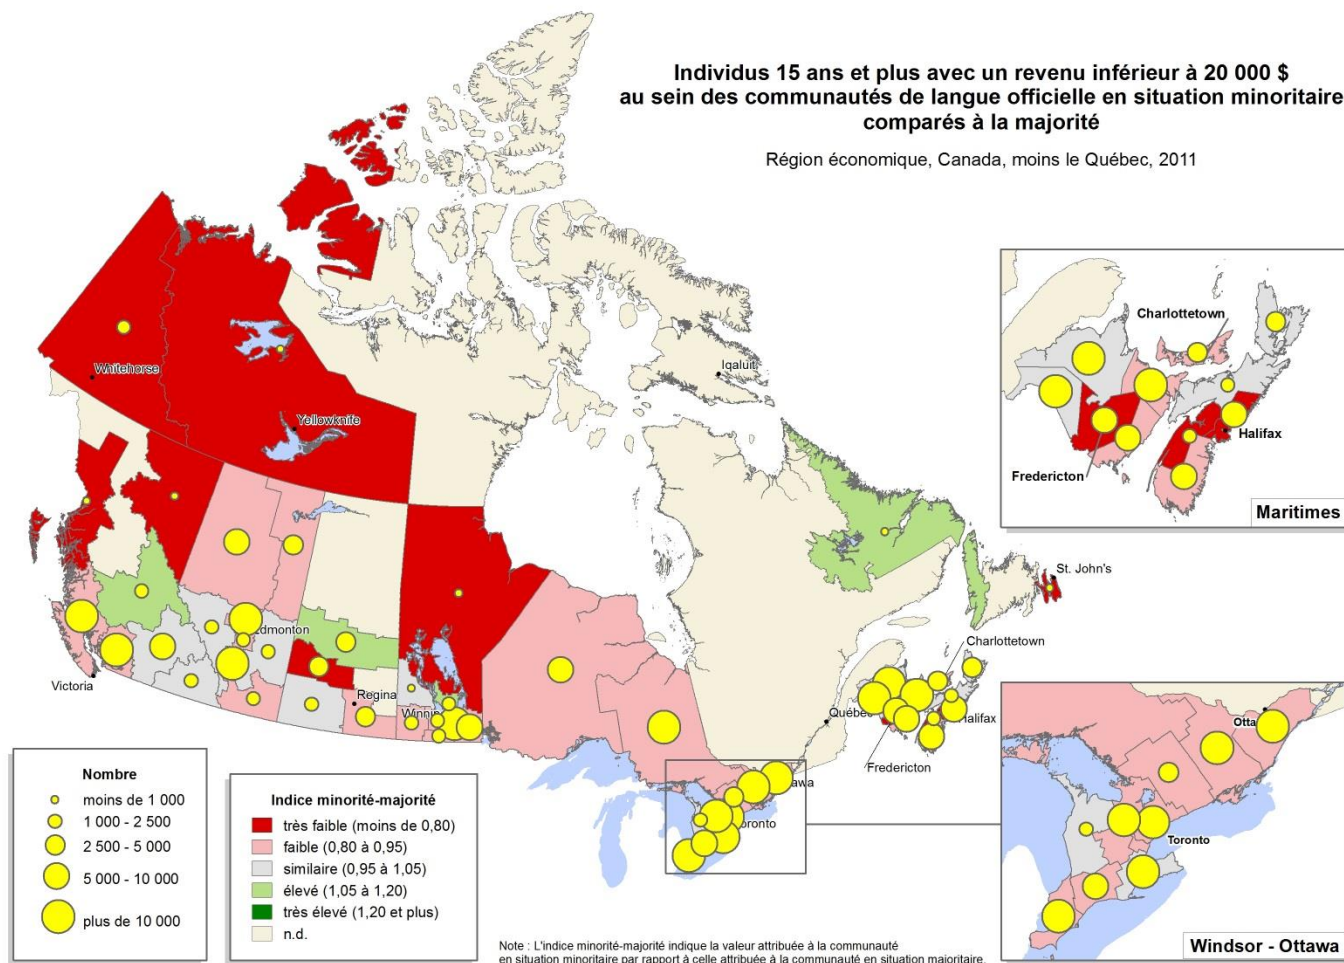 Individus 15 ans et plus avec un revenu inférieur à 20 000 $
au sein des communautés de langue officielle en situation minoritaire
comparés à la majorité
Région économique, Canada, moins le Québec, 2011
Whitehorse
Yellowknife
Iqaluit
Charlottetown
Halifax
Fredericton
Maritimes
St. John's
Edmonton
Charlottetown
Victoria
Regina
Winni
Québec
Halifax
Fredericton
Otta
awa
Toronto
oronto
Windsor - Ottawa
Nombre
moins de 1 000
1 000 - 2 500
2 500 - 5 000
5 000 - 10 000
plus de 10 000
Indice minorité-majorité
très faible (moins de 0,80)
faible (0,80 à 0,95)
similaire (0,95 à 1,05)
élevé (1,05 à 1,20)
très élevé (1,20 et plus)
n.d.
Note : L'indice minorité-majorité indique la valeur attribuée à la communauté
en situation minoritaire par rapport à celle attribuée à la communauté en situation majoritaire.